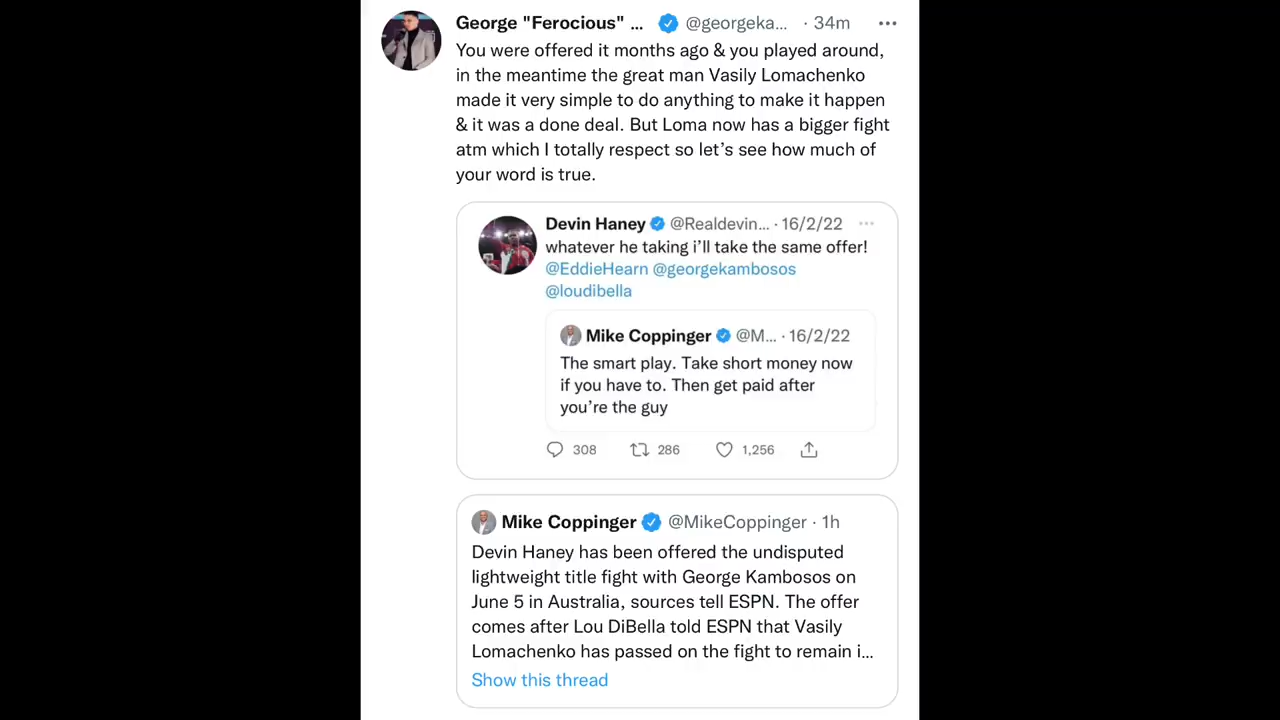 George "Ferocious" ... @georgeka... · 34m
You were offered it months ago & you played around,
in the meantime the great man Vasily Lomachenko
made it very simple to do anything to make it happen
& it was a done deal. But Loma now has a bigger fight
atm which I totally respect so let’s see how much of
your word is true.
Devin Haney @Realdevin... · 16/2/22
whatever he taking i’ll take the same offer!
@EddieHearn @georgekambosos
@loudibella
Mike Coppinger @M... · 16/2/22
The smart play. Take short money now
if you have to. Then get paid after
you’re the guy
308 286 1,256
Mike Coppinger @MikeCoppinger · 1h
Devin Haney has been offered the undisputed
lightweight title fight with George Kambosos on
June 5 in Australia, sources tell ESPN. The offer
comes after Lou DiBella told ESPN that Vasily
Lomachenko has passed on the fight to remain i...
Show this thread